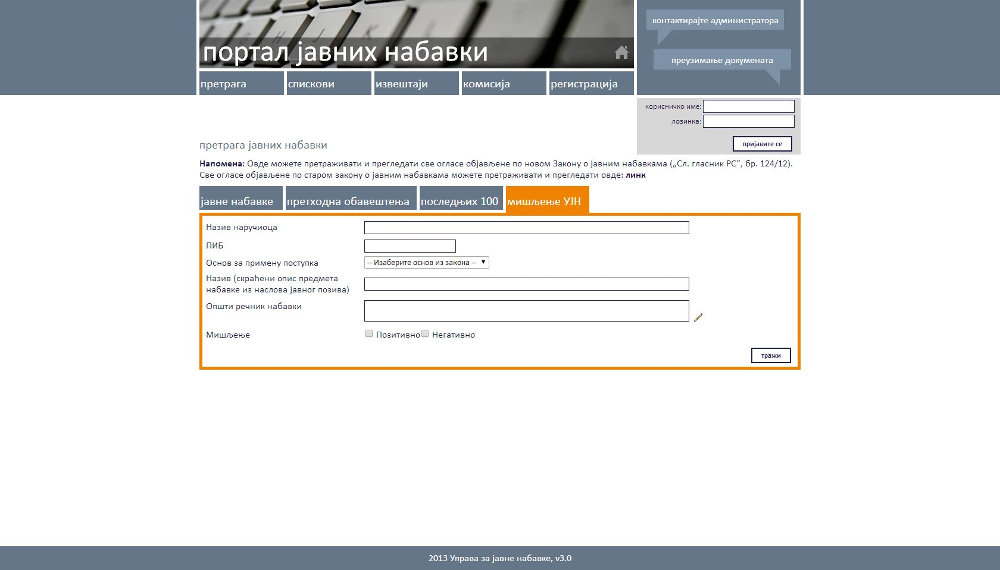 контактирајте администратора
портал јавних набавки
преузимање докумената
претрага
спискови
извештаји
комисија
регистрација
корисничко име:
лозинка:
пријавите се
претрага јавних набавки
Напомена: Овде можете претраживати и прегледати све огласе објављене по новом Закону о јавним набавкама („Сл. гласник РС“, бр. 124/12).
Све огласе објављене по старом закону о јавним набавкама можете претраживати и прегледати овде: линк
јавне набавке
претходна обавештења
последњих 100
мишљење УЈН
Назив наручиоца
ПИБ
Основ за примену поступка
-- Изаберите основ из закона --
Назив (скраћени опис предмета
набавке из наслова јавног позива)
Општи речник набавки
Мишљење
Позитивно
Негативно
тражи
2013 Управа за јавне набавке, v3.0